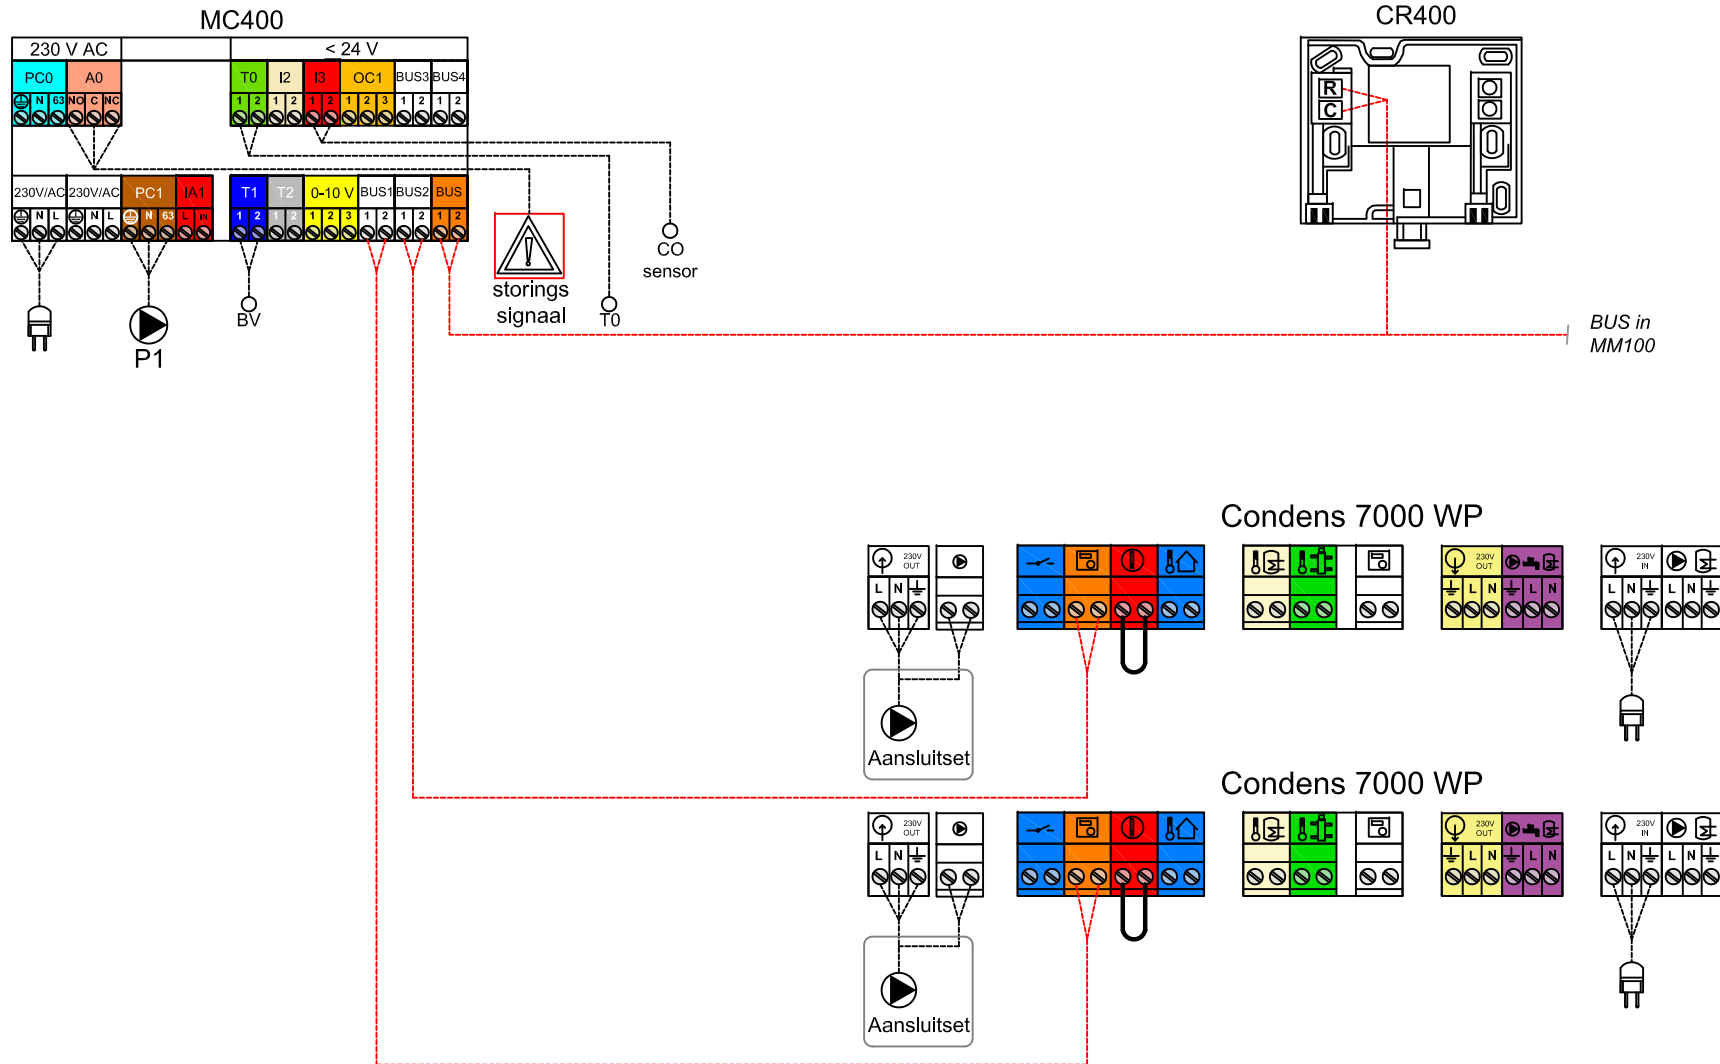 MC400
CR400
230 V AC
< 24 V
PC0 A0
T0 I2 I3 OC1 BUS3 BUS4
N 63 NO C NC
1 2 1 2 1 2 1 2 3 1 2 1 2
R
C
230V/AC 230V/AC PC1 IA1
T1 T2 0-10 V BUS1 BUS2 BUS
N L N L N 63 L IN
1 2 1 2 1 2 3 1 2 1 2 1 2
CO
sensor
storings
signaal
BV
T0
P1
BUS in
MM100
Condens 7000 WP
230V
OUT
230V
OUT
230V
IN
L N
L N
L N
L N
L N
Aansluitset
Condens 7000 WP
230V
OUT
230V
OUT
230V
IN
L N
L N
L N
L N
L N
Aansluitset